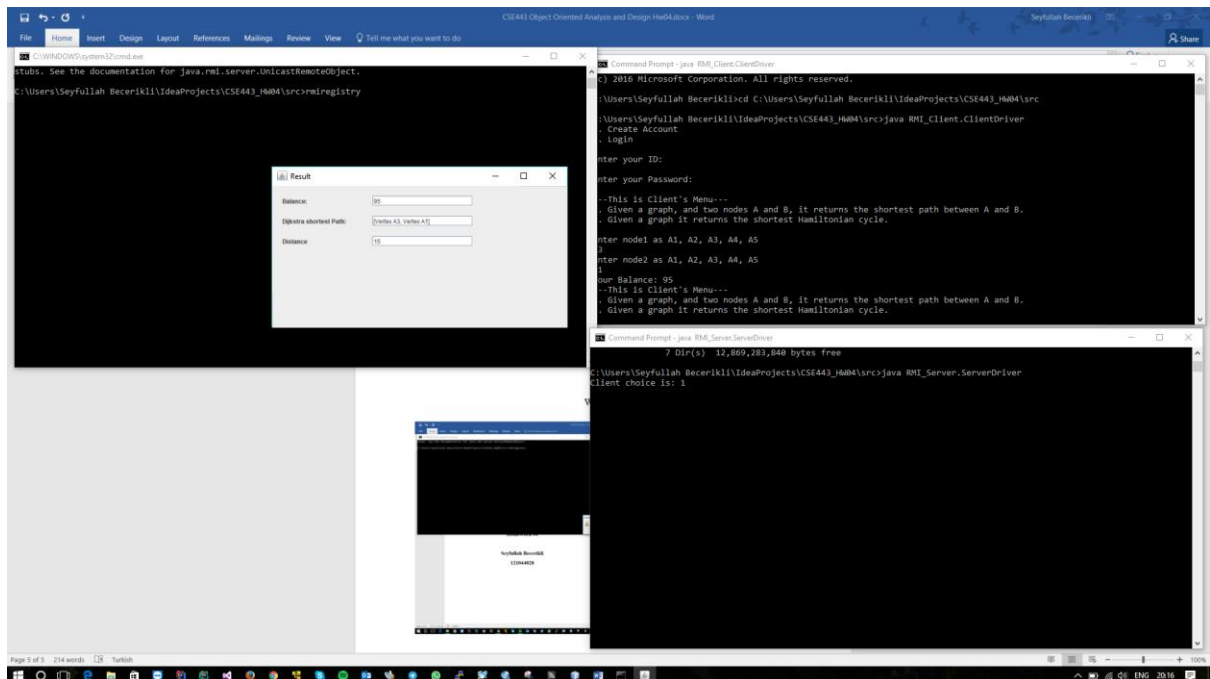 CSE443 Object Oriented Analysis and Design Hw04.docx - Word
Seyfullah Becerikli
File Home Insert Design Layout References Mailings Review View Tell me what you want to do
Share
C:\WINDOWS\system32\cmd.exe
stubs. See the documentation for java.rmi.server.UnicastRemoteObject.
C:\Users\Seyfullah Becerikli\IdeaProjects\CSE443_HW04\src>rmiregistry
Result
Balance: 95
Dijkstra shortest Path: [Vertex A3, Vertex A1]
Distance 15
Command Prompt - java RMI_Client.ClientDriver
c) 2016 Microsoft Corporation. All rights reserved.
:\Users\Seyfullah Becerikli>cd C:\Users\Seyfullah Becerikli\IdeaProjects\CSE443_HW04\src
:\Users\Seyfullah Becerikli\IdeaProjects\CSE443_HW04\src>java RMI_Client.ClientDriver
. Create Account
. Login
nter your ID:
nter your Password:
--This is Client's Menu---
. Given a graph, and two nodes A and B, it returns the shortest path between A and B.
. Given a graph it returns the shortest Hamiltonian cycle.
nter node1 as A1, A2, A3, A4, A5
3
nter node2 as A1, A2, A3, A4, A5
1
our Balance: 95
--This is Client's Menu---
. Given a graph, and two nodes A and B, it returns the shortest path between A and B.
. Given a graph it returns the shortest Hamiltonian cycle.
Command Prompt - java RMI_Server.ServerDriver
7 Dir(s) 12,869,283,840 bytes free
C:\Users\Seyfullah Becerikli\IdeaProjects\CSE443_HW04\src>java RMI_Server.ServerDriver
Client choice is: 1
W
Seyfullah Becerikli
121044020
Page 5 of 5 214 words Turkish
100%
ENG 20:16